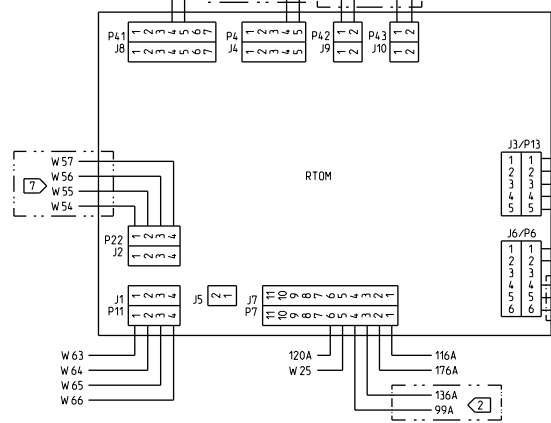 P41 1 2 3 4 5 6 7
J8 1 2 3 4 5 6 7
P4 1 2 3 4 5
J4 1 2 3 4 5
P42 1 2
J9 1 2
P43 1 2
J10 1 2
RTOM
J3/P13
1 1
2 2
3 3
4 4
5 5
W57
W56
7
W55
W54
P22 1 2 3 4
J2 1 2 3 4
J6/P6
1 1
2 2
3 3
4 4
5 5
6 6
J1 1 2 3 4
P11 1 2 3 4
J5 2 1
J7 11 10 9 8 7 6 5 4 3 2 1
P7 11 10 9 8 7 6 5 4 3 2 1
W63
W64
W65
W66
120A
W25
116A
176A
136A
99A
2